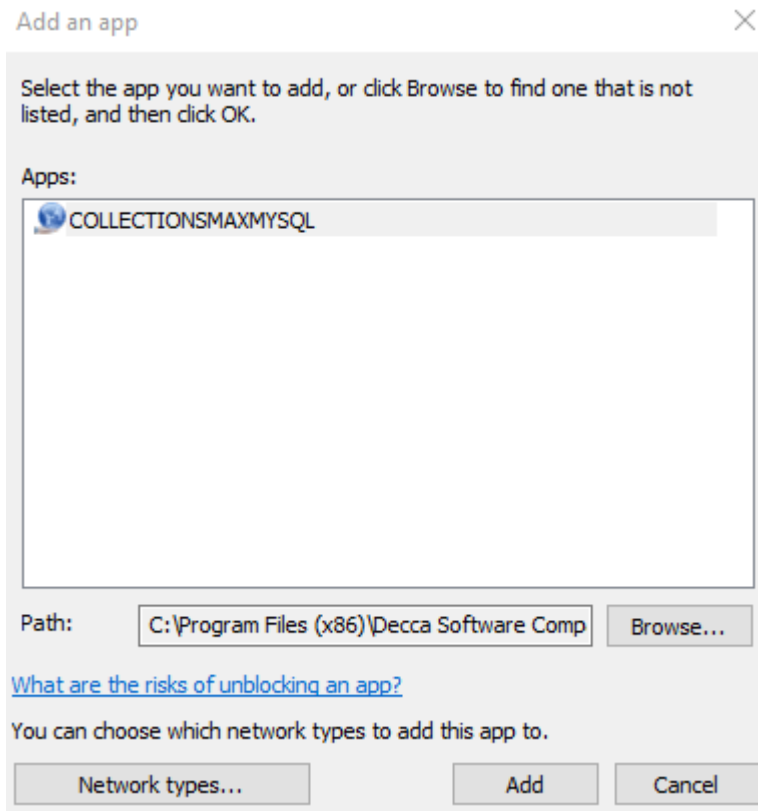 Add an app
Select the app you want to add, or click Browse to find one that is not
listed, and then click OK.
Apps:
COLLECTIONSMAXMYSQL
Path:
C:\Program Files (x86)\Decca Software Comp
Browse...
What are the risks of unblocking an app?
You can choose which network types to add this app to.
Network types...
Add
Cancel